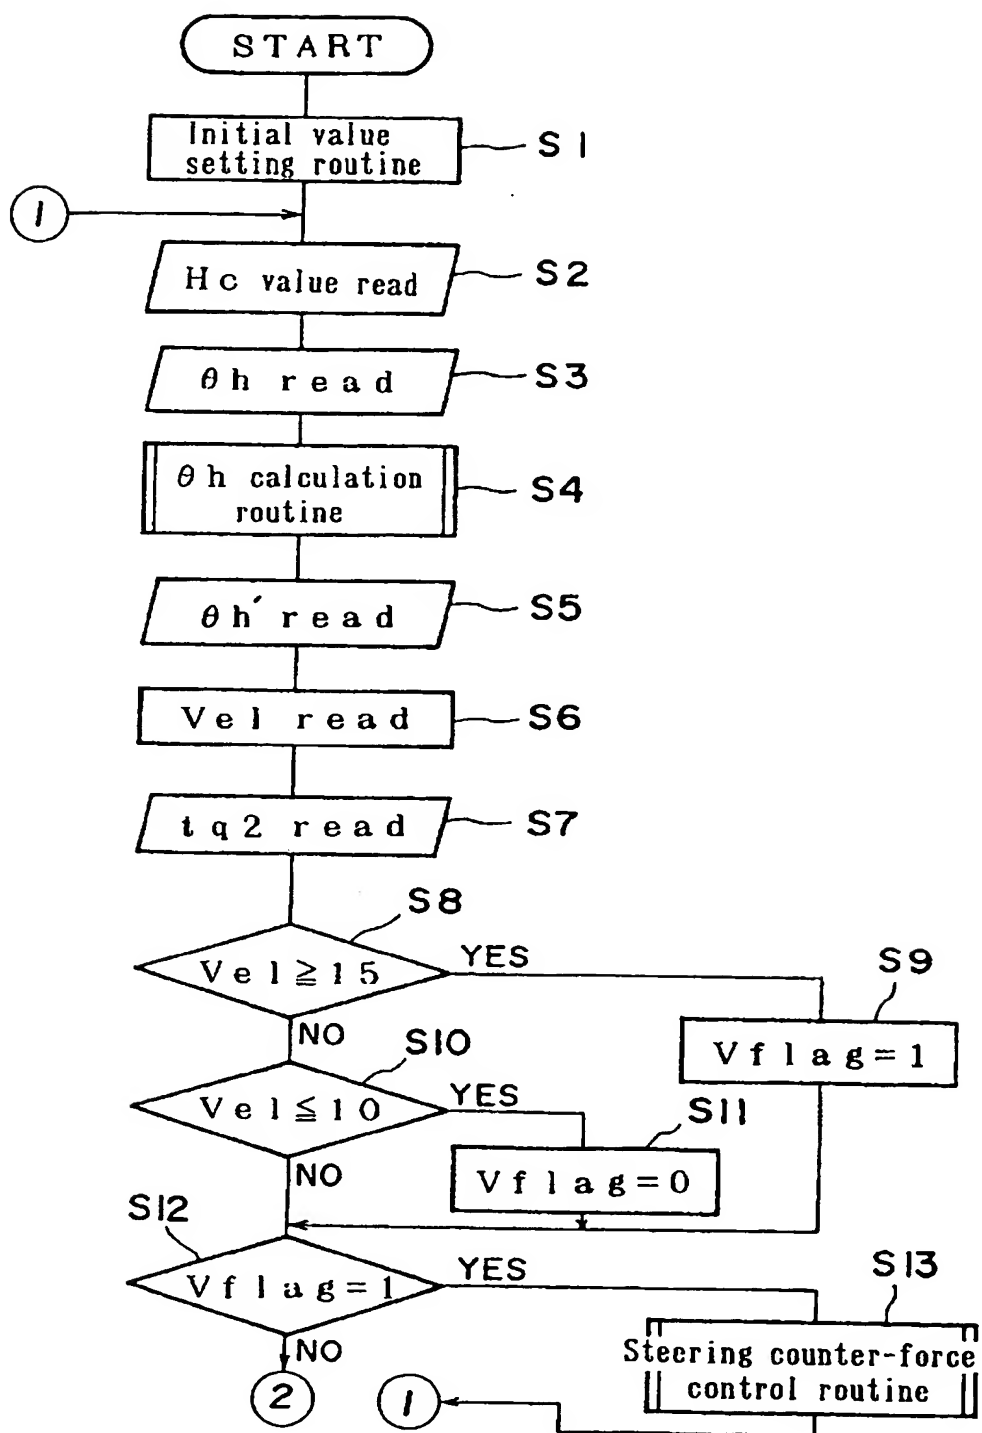 START
Initial value
setting routine
S1
1
Hc value read
S2
θh read
S3
θh calculation
routine
S4
θh′ read
S5
Vel read
S6
tq2 read
S7
S8
Vel≧15
YES
S9
Vflag=1
NO
S10
Vel≦10
YES
S11
Vflag=0
NO
S12
Vflag=1
YES
S13
Steering counter-force
control routine
NO
2
1